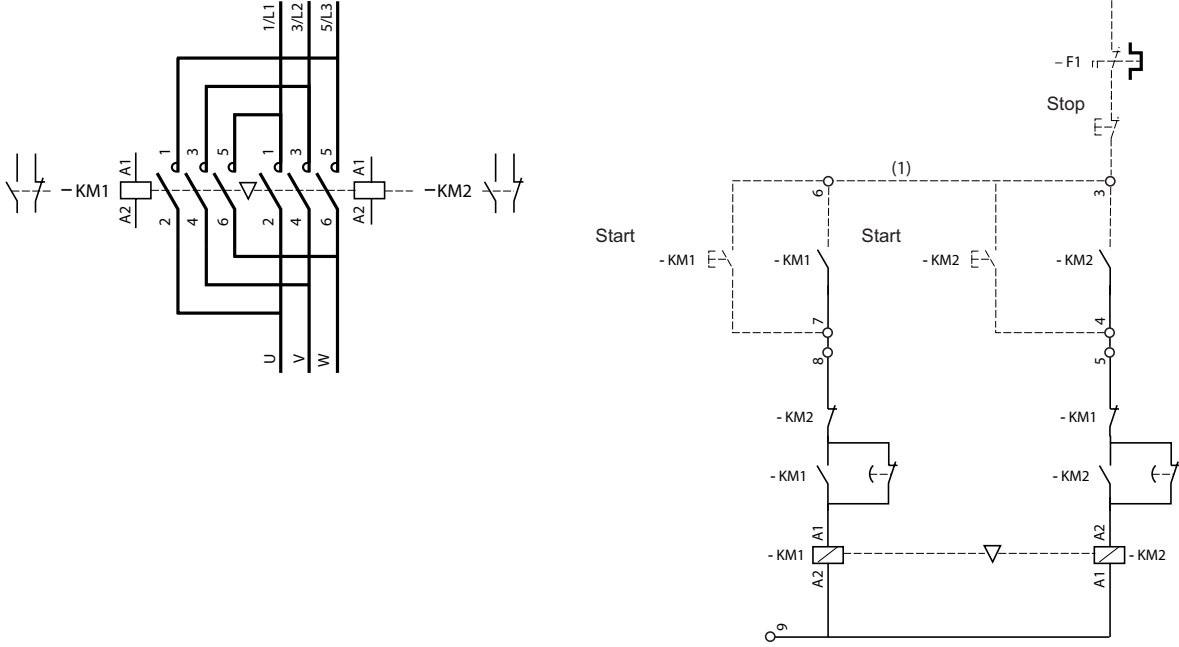 1/L1 3/L2 5/L3
1 3 5 1 3 5
A1 A1
– KM1 – KM2
A2 A2
2 4 6 2 4 6
U V W
– F1
Stop
(1)
6 3
Start Start
- KM1 - KM1 - KM2 - KM2
7 4
8 5
- KM2 - KM1
- KM1 - KM2
A1 A2
- KM1 - KM2
A2 A1
9